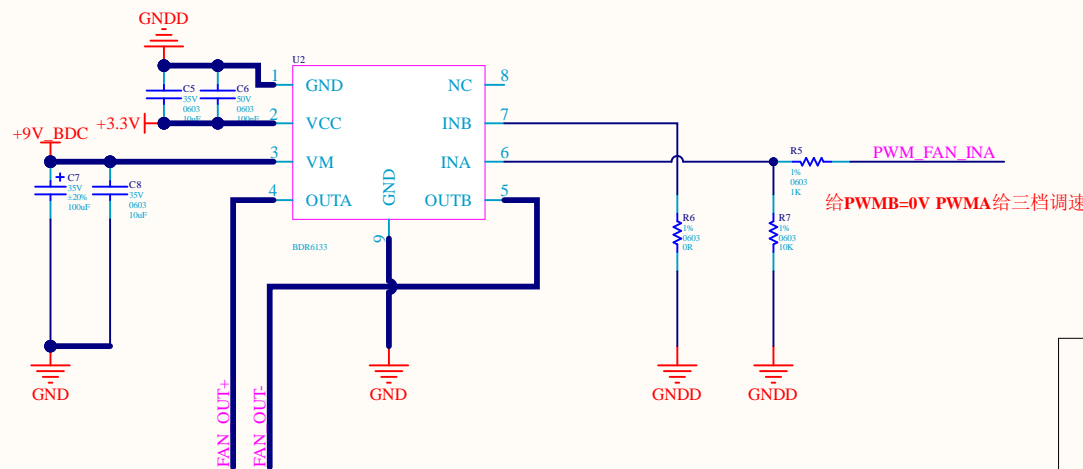 GNDD
U2
1
GND
NC
8
C5
35V
0603
10uF
C6
50V
0603
100nF
+3.3V
2
VCC
INB
7
+9V_BDC
3
VM
INA
6
R5
1%
0603
1K
PWM_FAN_INA
C7
35V
±20%
100uF
C8
35V
0603
10uF
4
OUTA
GND
OUTB
5
9
BDR6133
R6
1%
0603
0R
R7
1%
0603
10K
给PWMB=0V PWMA给三档调速
GND
FAN_OUT+
FAN_OUT-
GND
GNDD
GNDD